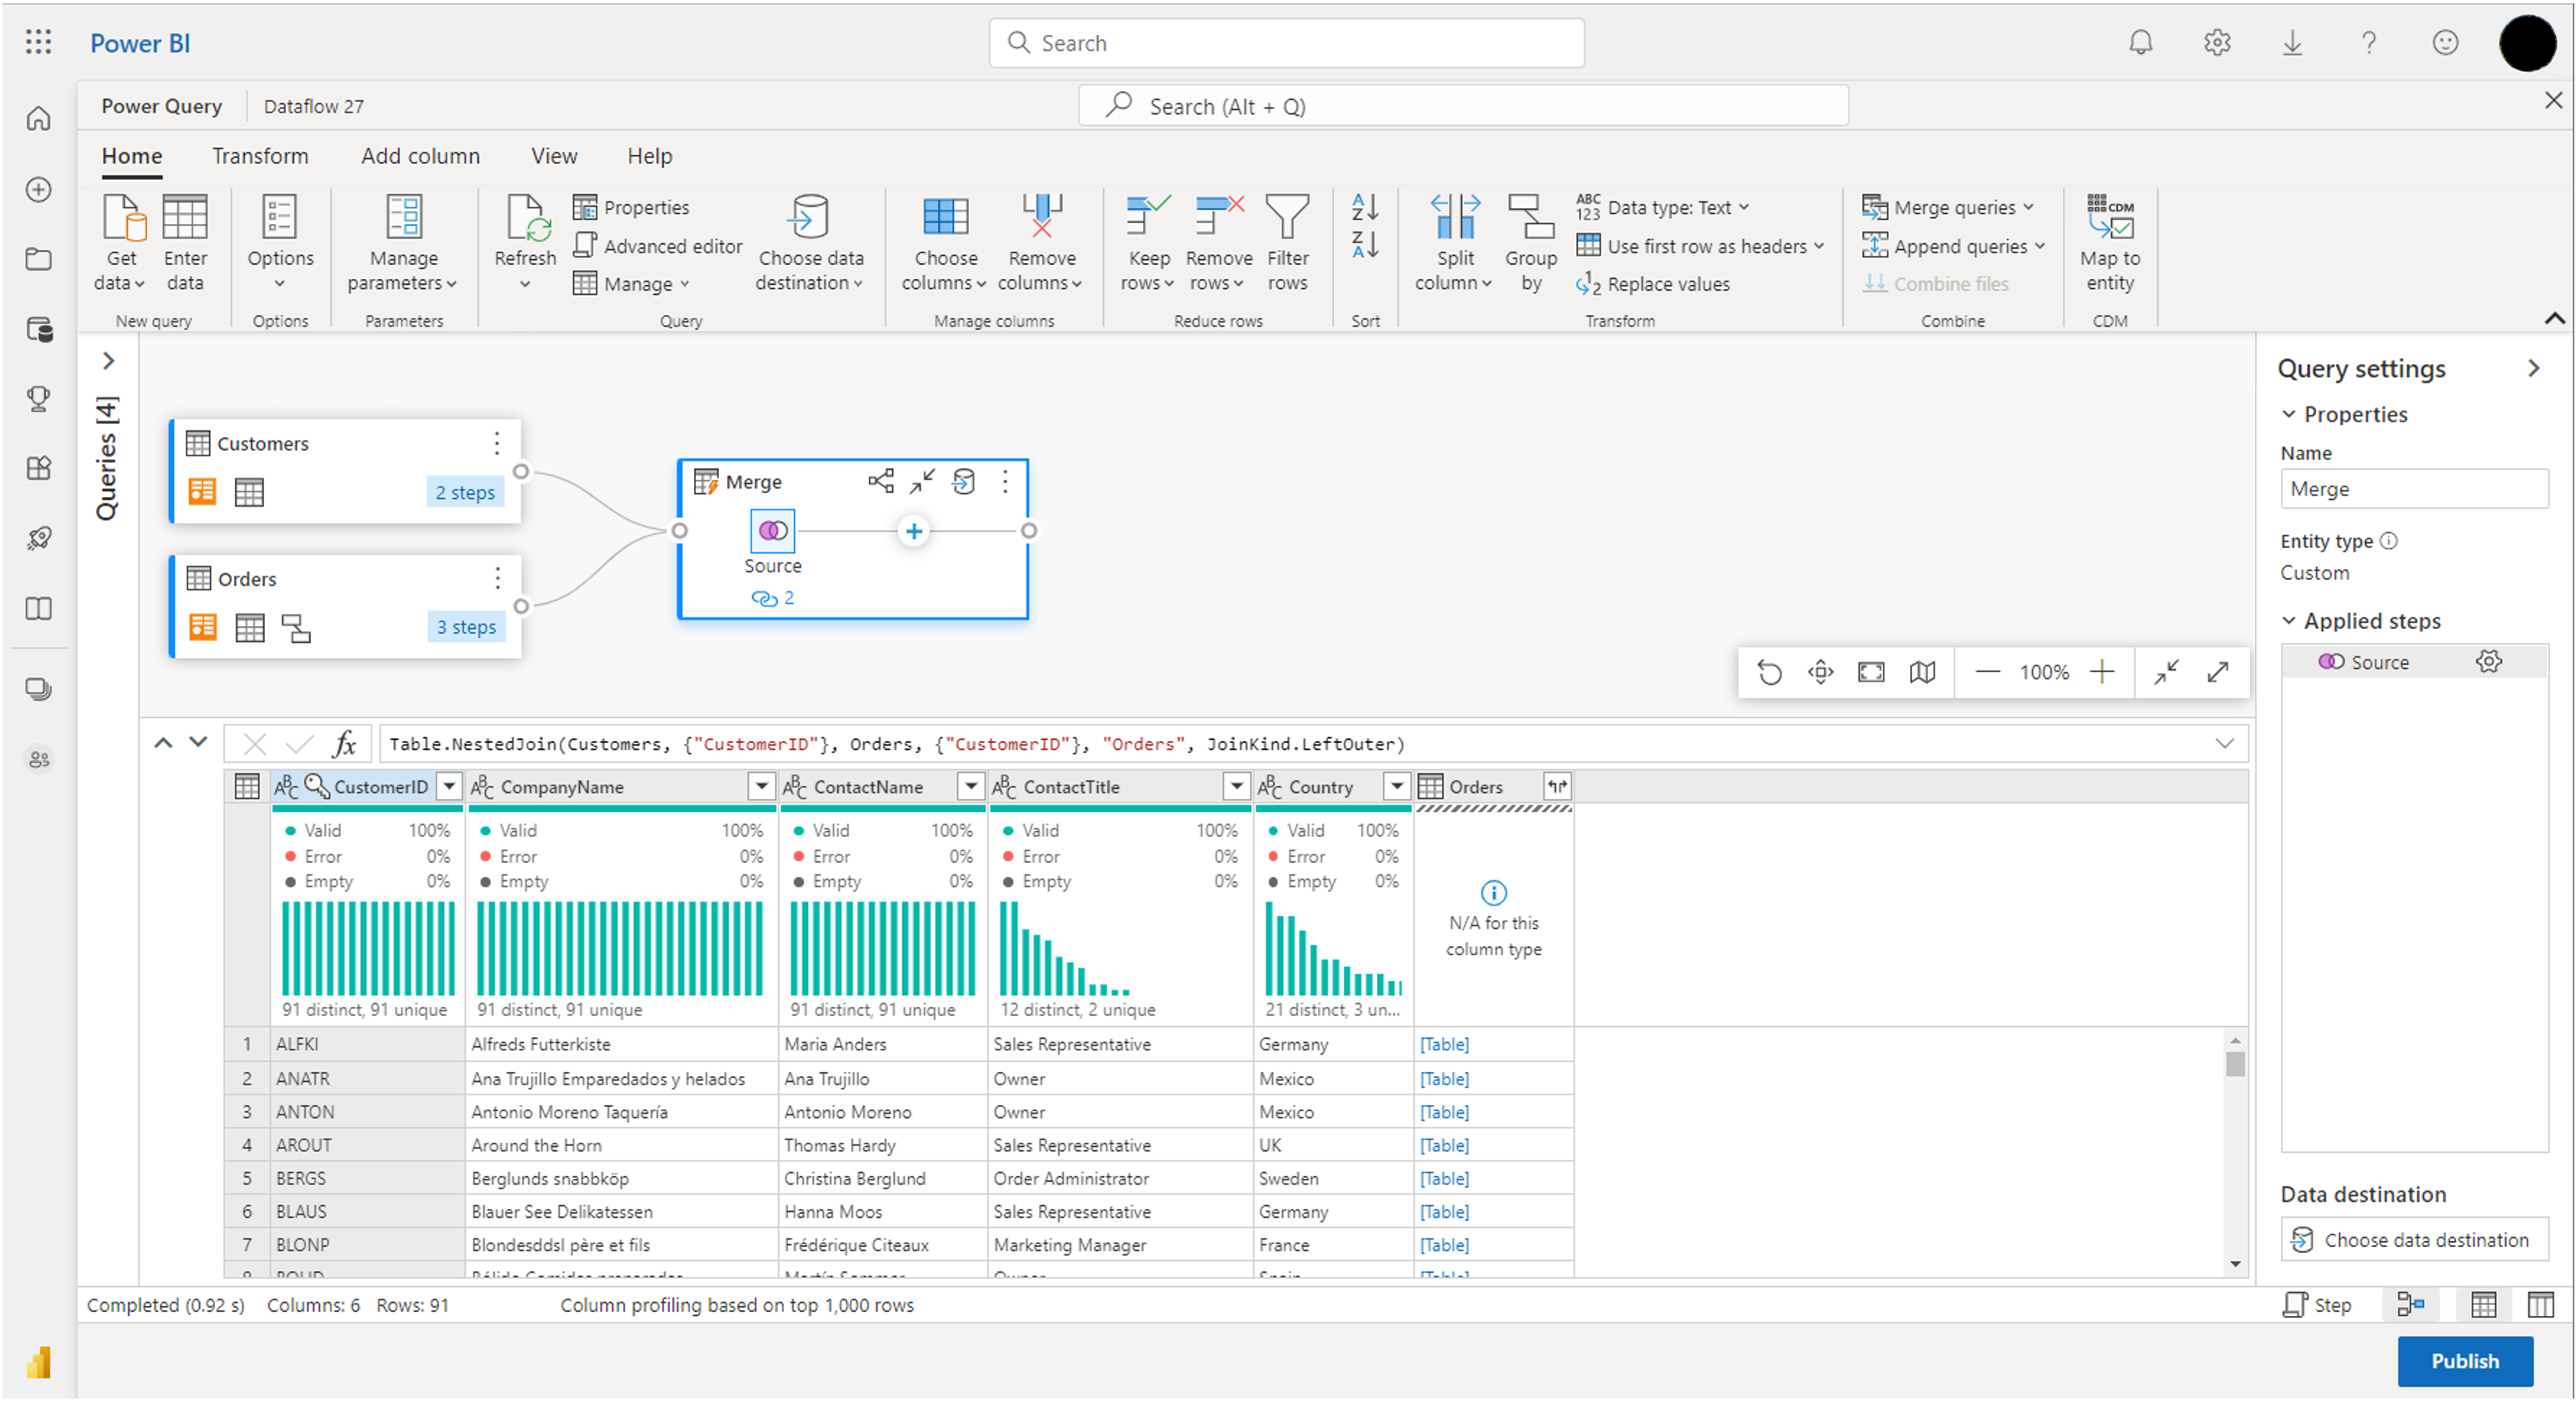 Power BI
Search
Power Query
Dataflow 27
Search (Alt + Q)
Home Transform Add column View Help
Get data
Enter data
New query
Options
Options
Manage parameters
Parameters
Refresh
Properties
Advanced editor
Manage
Choose data destination
Query
Choose columns
Remove columns
Manage columns
Keep rows
Remove rows
Filter rows
Reduce rows
A Z
Z A
Sort
Split column
Group by
ABC 123 Data type: Text
Use first row as headers
1 2 Replace values
Transform
Merge queries
Append queries
Combine files
Combine
CDM
Map to entity
CDM
Queries [4]
Customers
2 steps
Orders
3 steps
Merge
Source
2
100%
Query settings
Properties
Name
Merge
Entity type
Custom
Applied steps
Source
Data destination
Choose data destination
fx Table.NestedJoin(Customers, {"CustomerID"}, Orders, {"CustomerID"}, "Orders", JoinKind.LeftOuter)
ABC CustomerID ABC CompanyName ABC ContactName ABC ContactTitle ABC Country Orders
Valid 100% Valid 100% Valid 100% Valid 100% Valid 100%
Error 0% Error 0% Error 0% Error 0% Error 0%
Empty 0% Empty 0% Empty 0% Empty 0% Empty 0%
N/A for this
column type
91 distinct, 91 unique 91 distinct, 91 unique 91 distinct, 91 unique 12 distinct, 2 unique 21 distinct, 3 un...
1 ALFKI Alfreds Futterkiste Maria Anders Sales Representative Germany [Table]
2 ANATR Ana Trujillo Emparedados y helados Ana Trujillo Owner Mexico [Table]
3 ANTON Antonio Moreno Taquería Antonio Moreno Owner Mexico [Table]
4 AROUT Around the Horn Thomas Hardy Sales Representative UK [Table]
5 BERGS Berglunds snabbköp Christina Berglund Order Administrator Sweden [Table]
6 BLAUS Blauer See Delikatessen Hanna Moos Sales Representative Germany [Table]
7 BLONP Blondesddsl père et fils Frédérique Citeaux Marketing Manager France [Table]
Completed (0.92 s) Columns: 6 Rows: 91 Column profiling based on top 1,000 rows
Step
Publish